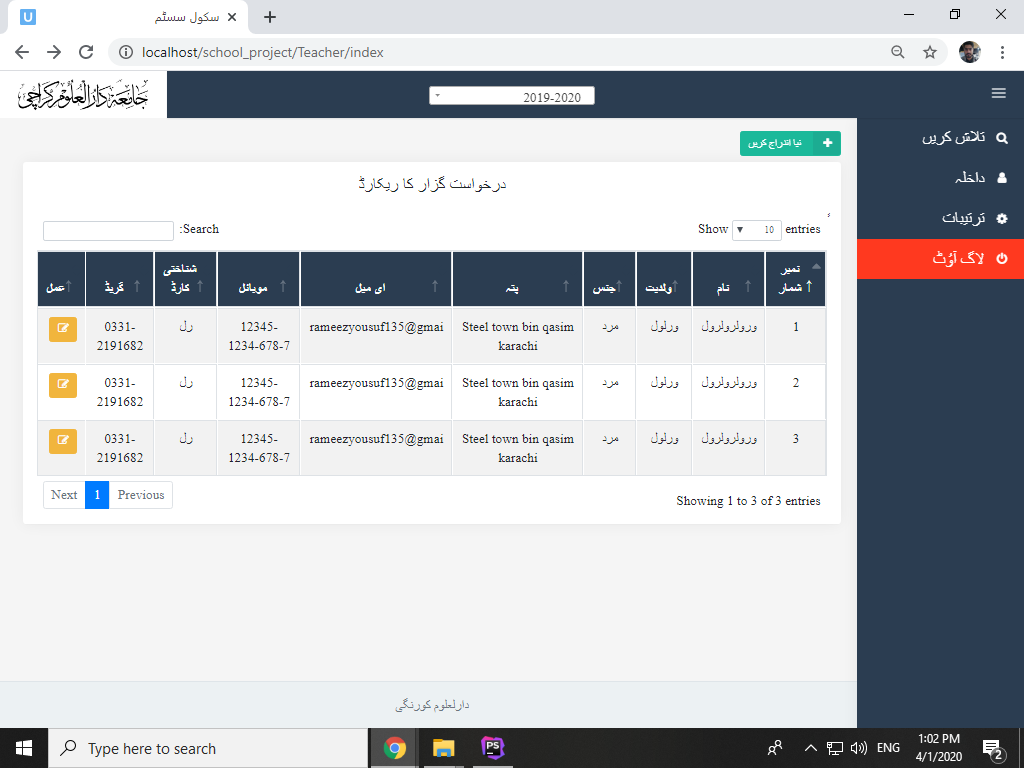 سکول سسٹم
localhost/school_project/Teacher/index
جامعۃ دارالعلوم کراچی
2019-2020
تلاش کریں
داخلہ
ترتیبات
لاگ آؤٹ
نیا اندراج کریں
درخواست گزار کا ریکارڈ
Show 10 entries
Search:
نمبر شمار
نام
ولدیت
جنس
پتہ
ای میل
موبائل
شناختی کارڈ
گریڈ
عمل
1
ورولرولرول
ورلول
مرد
Steel town bin qasim
karachi
rameezyousuf135@gmai
12345-
1234-678-7
رل
0331-
2191682
2
ورولرولرول
ورلول
مرد
Steel town bin qasim
karachi
rameezyousuf135@gmai
12345-
1234-678-7
رل
0331-
2191682
3
ورولرولرول
ورلول
مرد
Steel town bin qasim
karachi
rameezyousuf135@gmai
12345-
1234-678-7
رل
0331-
2191682
Showing 1 to 3 of 3 entries
Next 1 Previous
دارلعلوم کورنگی
Type here to search
PS
ENG
1:02 PM
4/1/2020
2